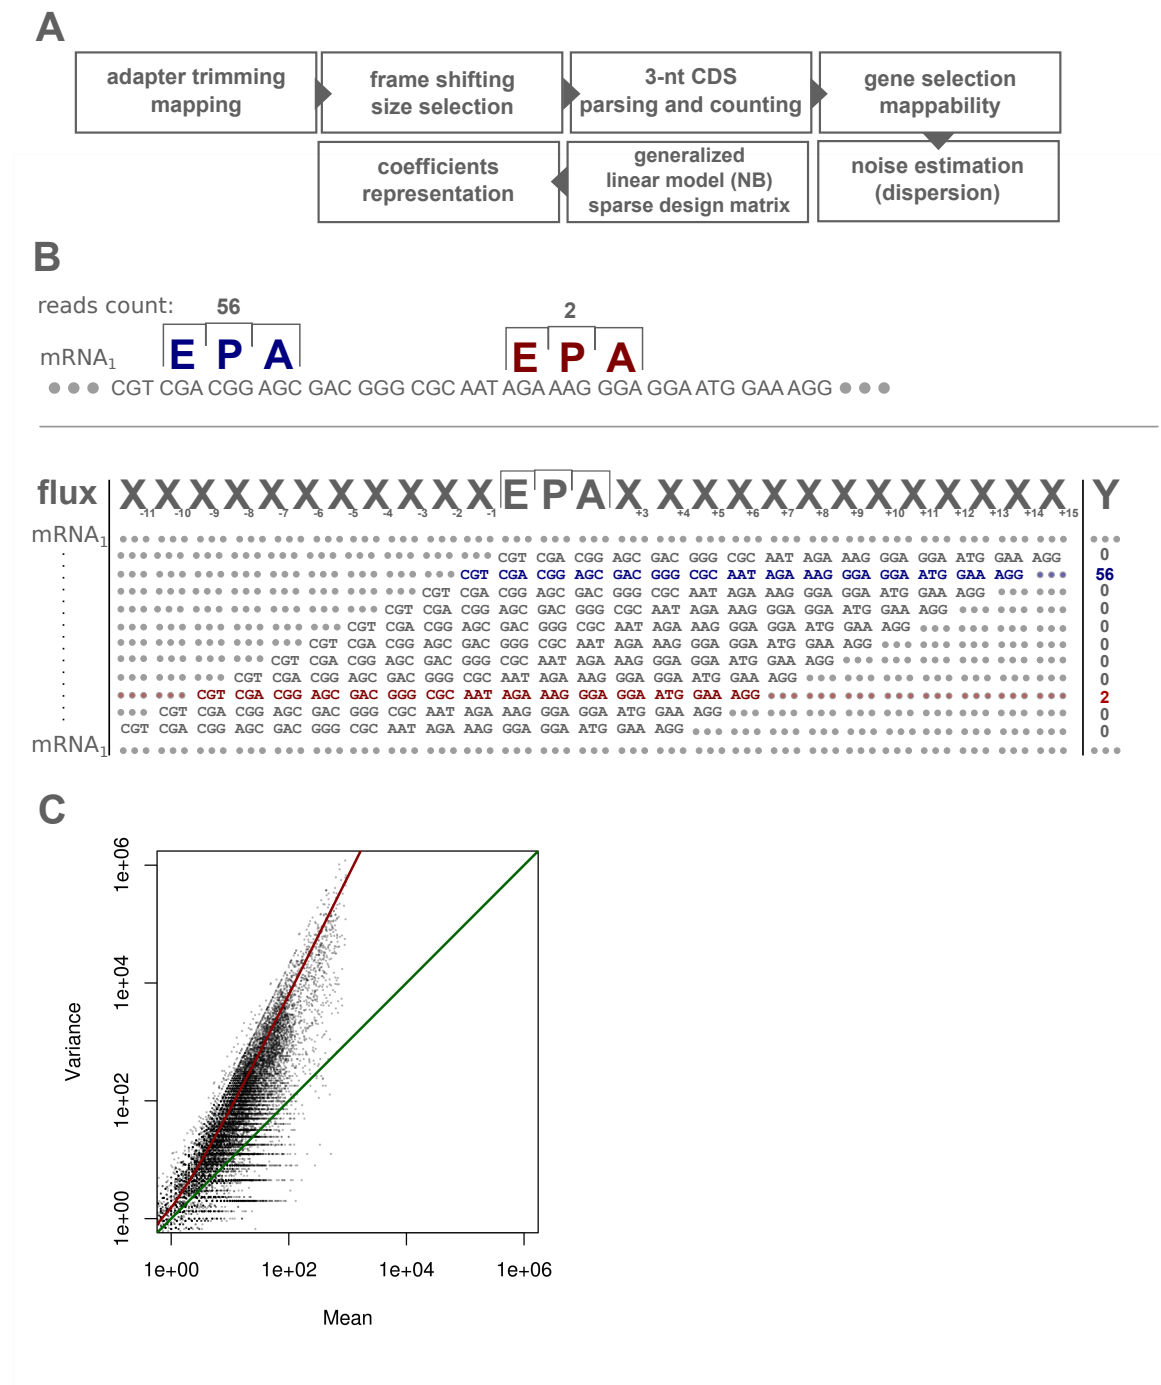 A
adapter trimming
mapping
frame shifting
size selection
3-nt CDS
parsing and counting
gene selection
mappability
coefficients
representation
generalized
linear model (NB)
sparse design matrix
noise estimation
(dispersion)
B
reads count: 56 2
mRNA1 E P A E P A
CGT CGA CGG AGC GAC GGG CGC AAT AGA AAG GGA GGA ATG GAA AGG
flux X X X X X X X X X X X E P A X X X X X X X X X X X X X Y
-11 -10 -9 -8 -7 -6 -5 -4 -3 -2 -1 +3 +4 +5 +6 +7 +8 +9 +10 +11 +12 +13 +14 +15
mRNA1
CGT CGA CGG AGC GAC GGG CGC AAT AGA AAG GGA GGA ATG GAA AGG 0
CGT CGA CGG AGC GAC GGG CGC AAT AGA AAG GGA GGA ATG GAA AGG 56
CGT CGA CGG AGC GAC GGG CGC AAT AGA AAG GGA GGA ATG GAA AGG 0
CGT CGA CGG AGC GAC GGG CGC AAT AGA AAG GGA GGA ATG GAA AGG 0
CGT CGA CGG AGC GAC GGG CGC AAT AGA AAG GGA GGA ATG GAA AGG 0
CGT CGA CGG AGC GAC GGG CGC AAT AGA AAG GGA GGA ATG GAA AGG 0
CGT CGA CGG AGC GAC GGG CGC AAT AGA AAG GGA GGA ATG GAA AGG 0
CGT CGA CGG AGC GAC GGG CGC AAT AGA AAG GGA GGA ATG GAA AGG 0
CGT CGA CGG AGC GAC GGG CGC AAT AGA AAG GGA GGA ATG GAA AGG 2
CGT CGA CGG AGC GAC GGG CGC AAT AGA AAG GGA GGA ATG GAA AGG 0
CGT CGA CGG AGC GAC GGG CGC AAT AGA AAG GGA GGA ATG GAA AGG 0
mRNA1
C
Variance
1e+06
1e+04
1e+02
1e+00
1e+00 1e+02 1e+04 1e+06
Mean